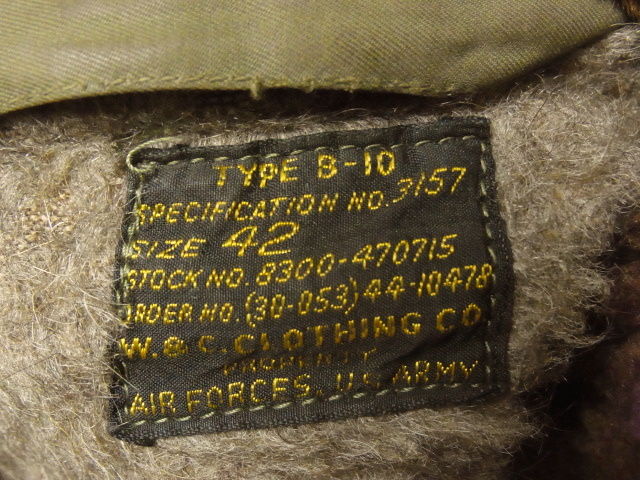 TYPE B-10
SPECIFICATION NO. 3157
SIZE 42
STOCK NO. 8300-470715
ORDER NO. (30-053) 44-10478
W. & C. CLOTHING CO
PROPERTY
AIR FORCES, U.S. ARMY